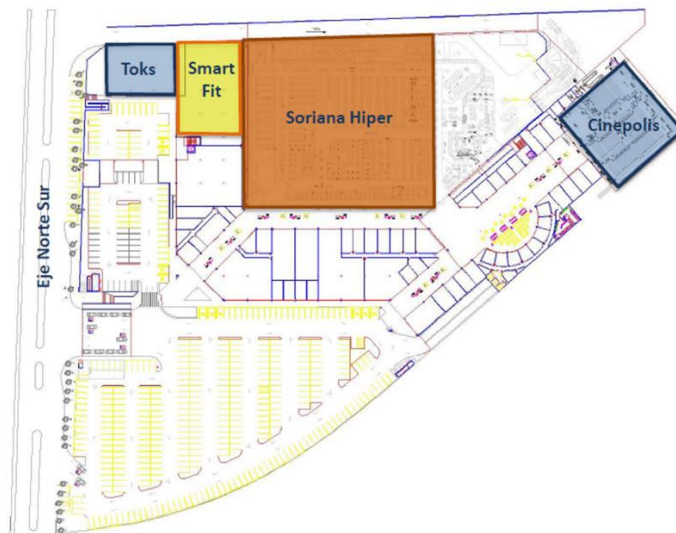 Toks
Smart
Fit
Soriana Hiper
Cinepolis
Eje Norte Sur